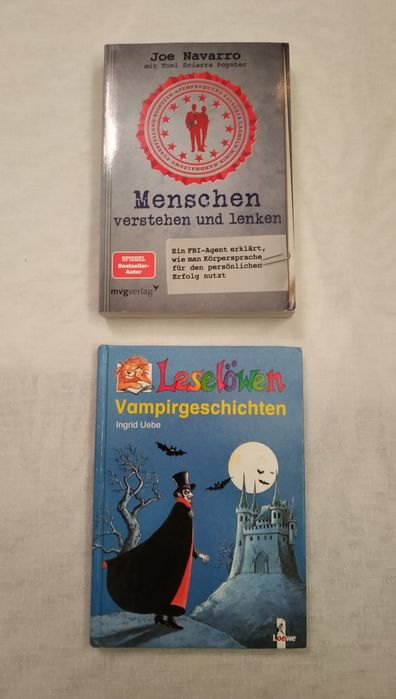 Joe Navarro
mit Toni Sciarra Poynter
Menschen
verstehen und lenken
Ein FBI-Agent erklärt,
wie man Körpersprache
für den persönlichen
Erfolg nutzt
SPIEGEL
Bestseller-
Autor
mvgverlag
Leselöwen
Vampirgeschichten
Ingrid Uebe
Loewe